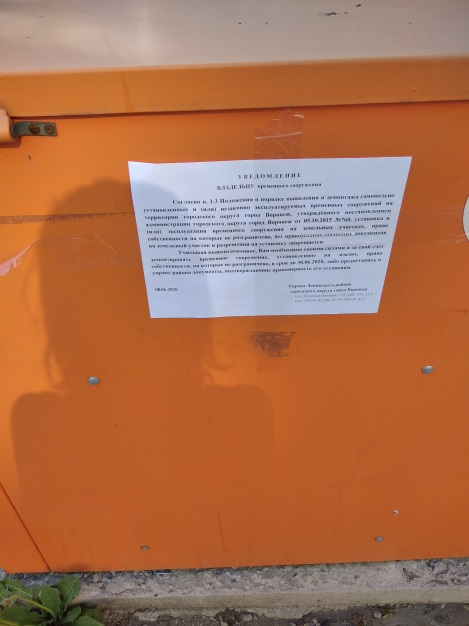 УВЕДОМЛЕНИЕ
ВЛАДЕЛЬЦУ временного сооружения
Согласно п. 1.3 Положения о порядке выявления и демонтажа самовольно
установленных и (или) незаконно эксплуатируемых временных сооружений на
территории городского округа город Воронеж, утверждённого постановлением
администрации городского округа город Воронеж от 05.10.2015 №760, установка и
(или) эксплуатация временного сооружения на земельных участках, право
собственности на которые не разграничено, без правоустанавливающих документов
на земельный участок и разрешений на установку запрещается.
Учитывая вышеизложенное, Вам необходимо своими силами и за свой счёт
демонтировать временное сооружение, установленное на землях, право
собственности, на которые не разграничено, в срок до 30.06.2020, либо предоставить в
управу района документы, подтверждающие правомерность его установки.
.06.2020
Управа Ленинского района
городского округа город Воронеж